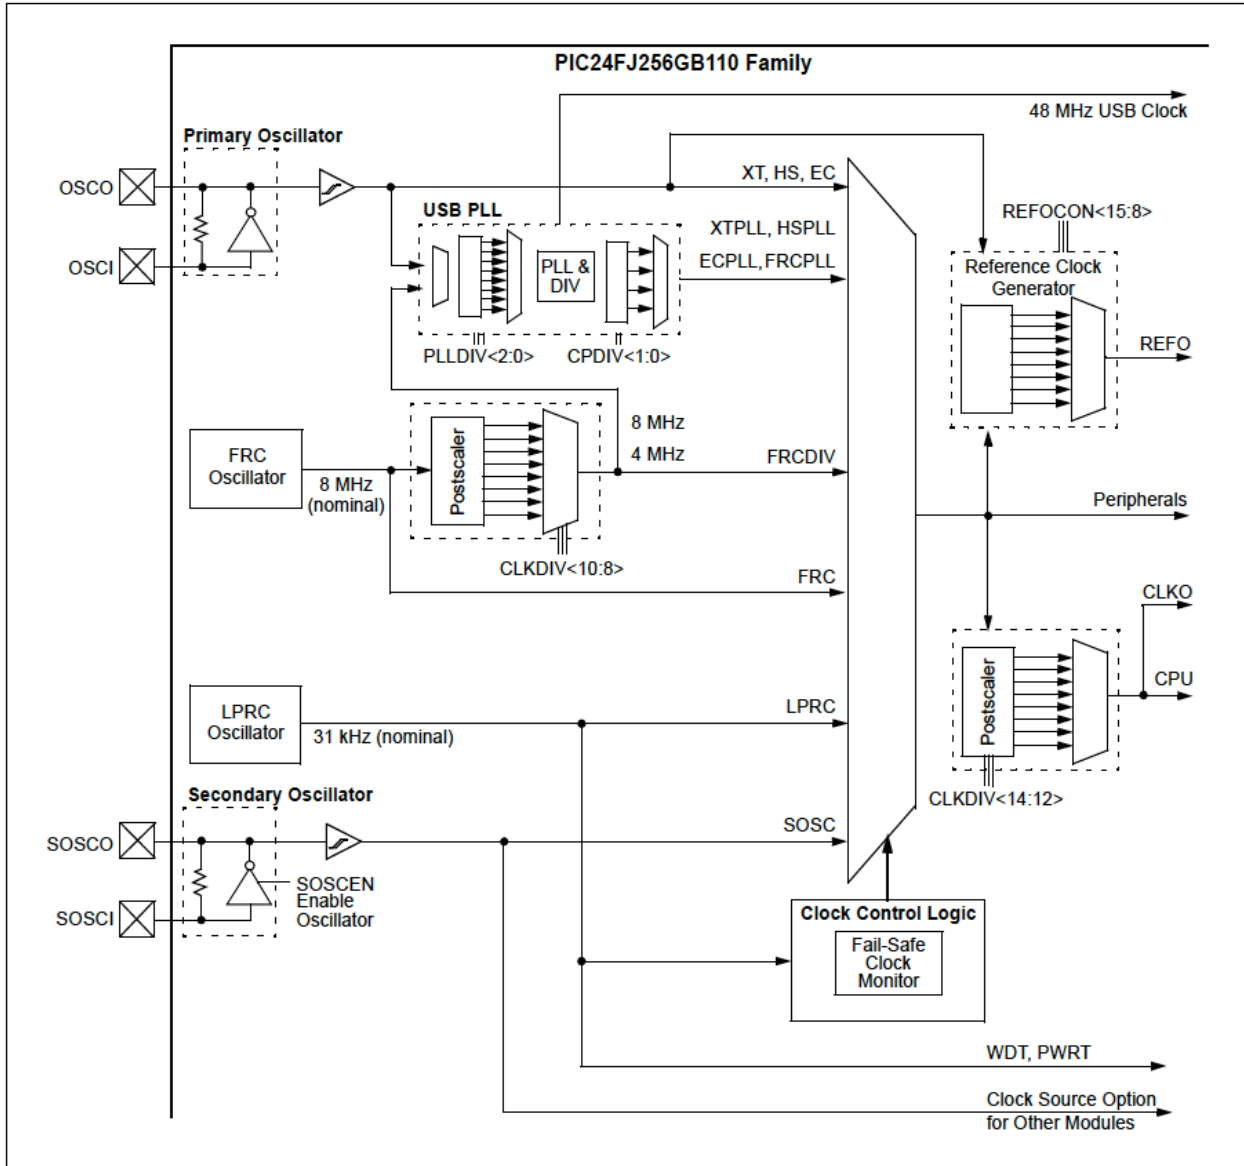 PIC24FJ256GB110 Family
48 MHz USB Clock
Primary Oscillator
OSCO
XT, HS, EC
USB PLL
REFOCON<15:8>
XTPLL, HSPLL
OSCI
PLL &
DIV
ECPLL,FRCPLL
Reference Clock
Generator
PLLDIV<2:0>
CPDIV<1:0>
REFO
8 MHz
4 MHz
FRC
Oscillator
8 MHz
(nominal)
Postscaler
FRCDIV
Peripherals
CLKDIV<10:8>
FRC
CLKO
LPRC
Oscillator
31 kHz (nominal)
LPRC
Postscaler
CPU
CLKDIV<14:12>
Secondary Oscillator
SOSCO
SOSC
SOSCEN
Enable
Oscillator
SOSCI
Clock Control Logic
Fail-Safe
Clock
Monitor
WDT, PWRT
Clock Source Option
for Other Modules